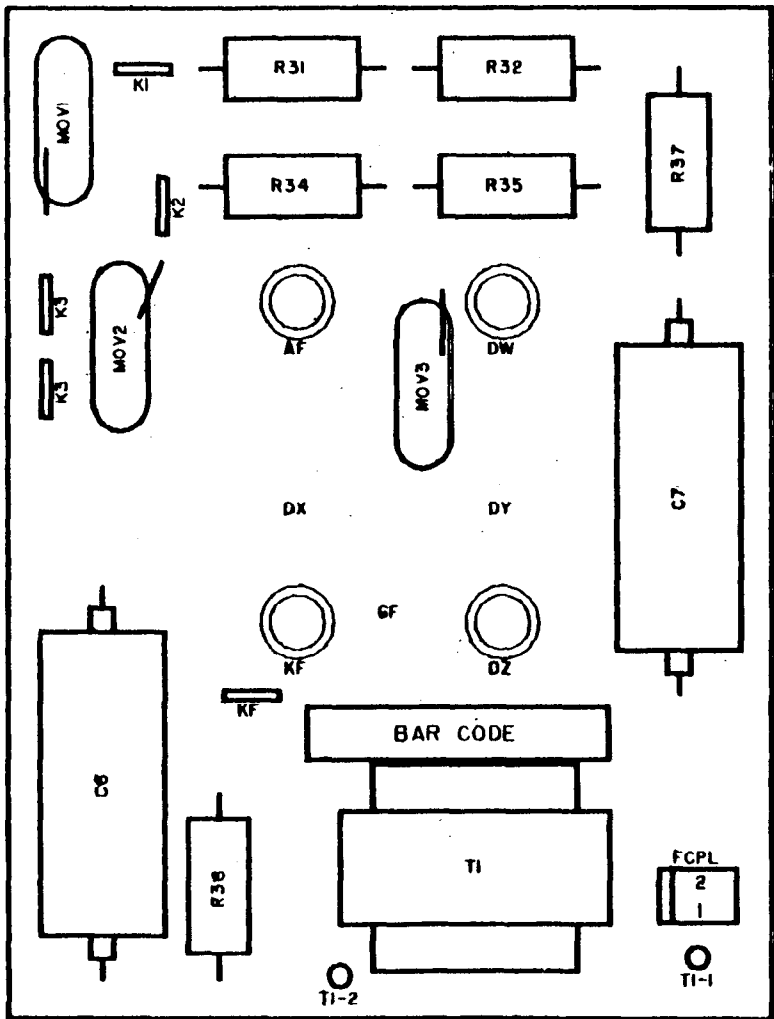 MOV1
K1
R31
R32
R37
K2
R34
R35
K3
MOV2
AF
DW
K3
MOV3
DX
DY
C7
GF
KF
DZ
KF
BAR CODE
C6
R38
T1
FCPL
2
1
T1-2
T1-1